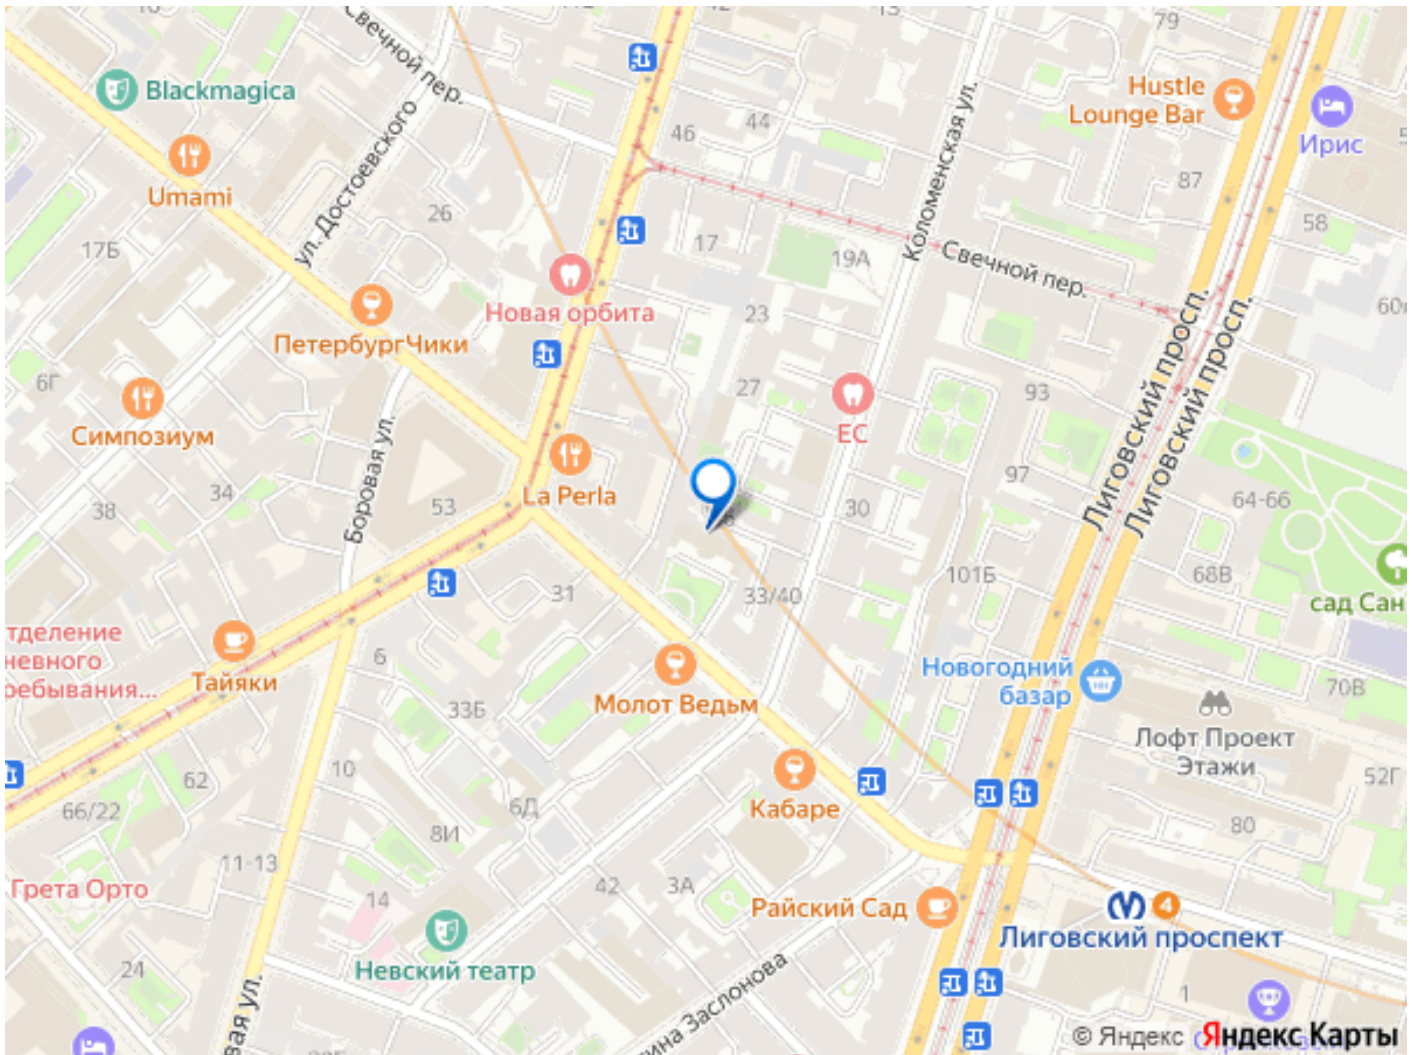 Свечной пер.
42
13
79
Blackmagica
Hustle
Lounge Bar
Ирис
46
44
Umami
ул. Достоевского
26
Коломенская ул.
87
58
17Б
17
19А
Свечной пер.
Новая орбита
23
ПетербургЧики
Лиговский просп.
Лиговский просп.
6Г
27
93
Симпозиум
ЕС
Боровая ул.
La Perla
97
34
38
53
30
64-66
101Б
68В
31
33/40
сад Сан
тделение
невного
ребывания...
6
Тайяки
Новогодний
базар
70В
33Б
Молот Ведьм
Лофт Проект
Этажи
10
62
66/22
6Д
8И
Кабаре
52Г
80
11-13
Грета Орто
14
42
3А
Райский Сад
4
Лиговский проспект
Невский театр
24
вая ул.
ина Заслонова
1
© Яндекс
Яндекс Карты